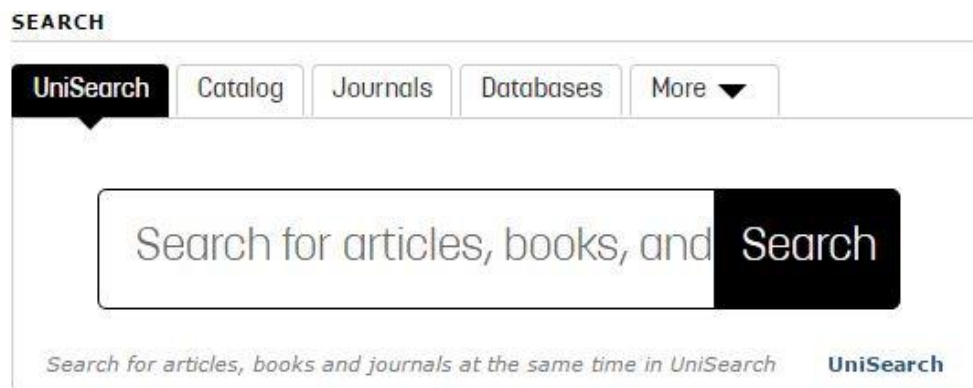 SEARCH
UniSearch Catalog Journals Databases More
Search for articles, books, and Search
Search for articles, books and journals at the same time in UniSearch UniSearch